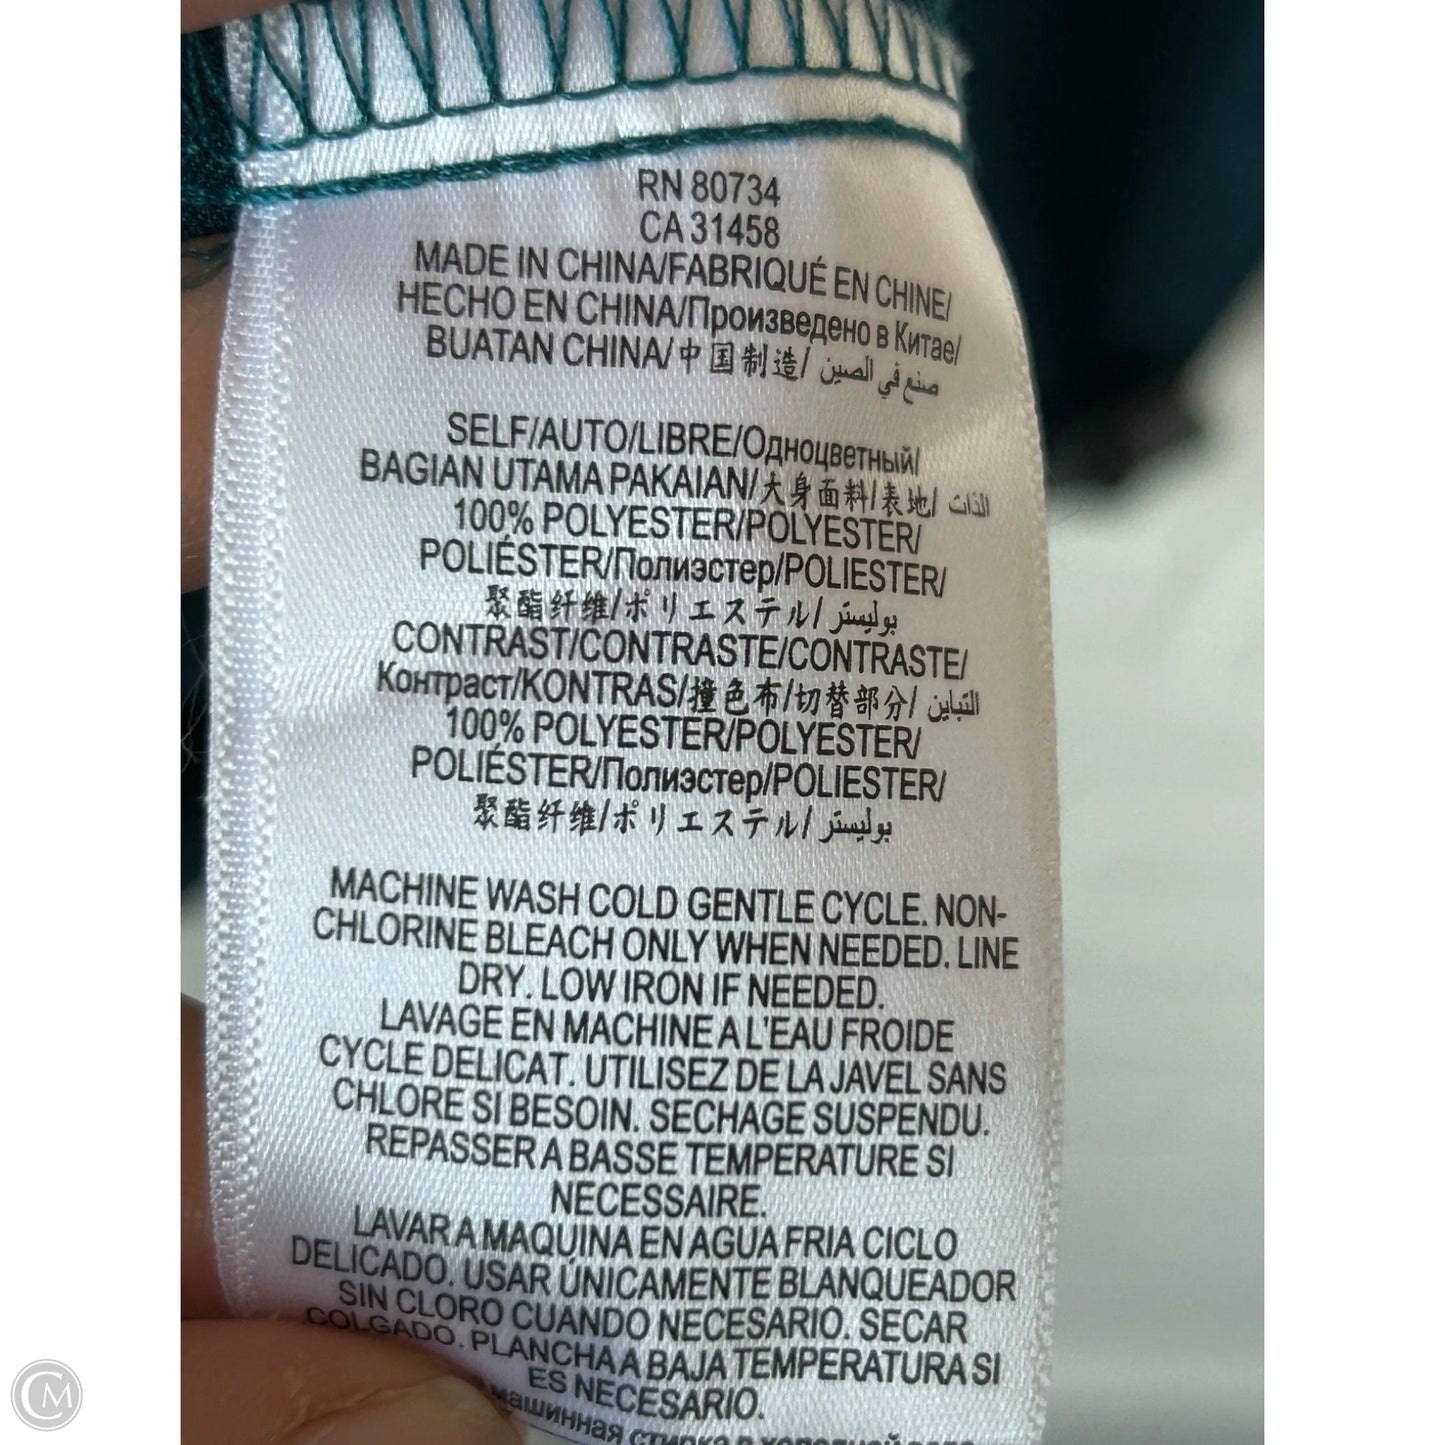 RN 80734
CA 31458
MADE IN CHINA/FABRIQUÉ EN CHINE/
HECHO EN CHINA/Произведено в Китае/
BUATAN CHINA/中国制造/ صنع في الصين
SELF/AUTO/LIBRE/Одноцветный/
BAGIAN UTAMA PAKAIAN/大身面料/表地/ الذات
100% POLYESTER/POLYESTER/
POLIÉSTER/Полиэстер/POLIESTER/
聚酯纤维/ポリエステル/ بوليستر
CONTRAST/CONTRASTE/CONTRASTE/
Контраст/KONTRAS/撞色布/切替部分/ التباين
100% POLYESTER/POLYESTER/
POLIÉSTER/Полиэстер/POLIESTER/
聚酯纤维/ポリエステル/ بوليستر
MACHINE WASH COLD GENTLE CYCLE. NON-
CHLORINE BLEACH ONLY WHEN NEEDED. LINE
DRY. LOW IRON IF NEEDED.
LAVAGE EN MACHINE A L'EAU FROIDE
CYCLE DELICAT. UTILISEZ DE LA JAVEL SANS
CHLORE SI BESOIN. SECHAGE SUSPENDU.
REPASSER A BASSE TEMPERATURE SI
NECESSAIRE.
LAVAR A MAQUINA EN AGUA FRIA CICLO
DELICADO. USAR ÚNICAMENTE BLANQUEADOR
SIN CLORO CUANDO NECESARIO. SECAR
COLGADO. PLANCHA A BAJA TEMPERATURA SI
ES NECESARIO.
машинная стирка в холодной воде
CM